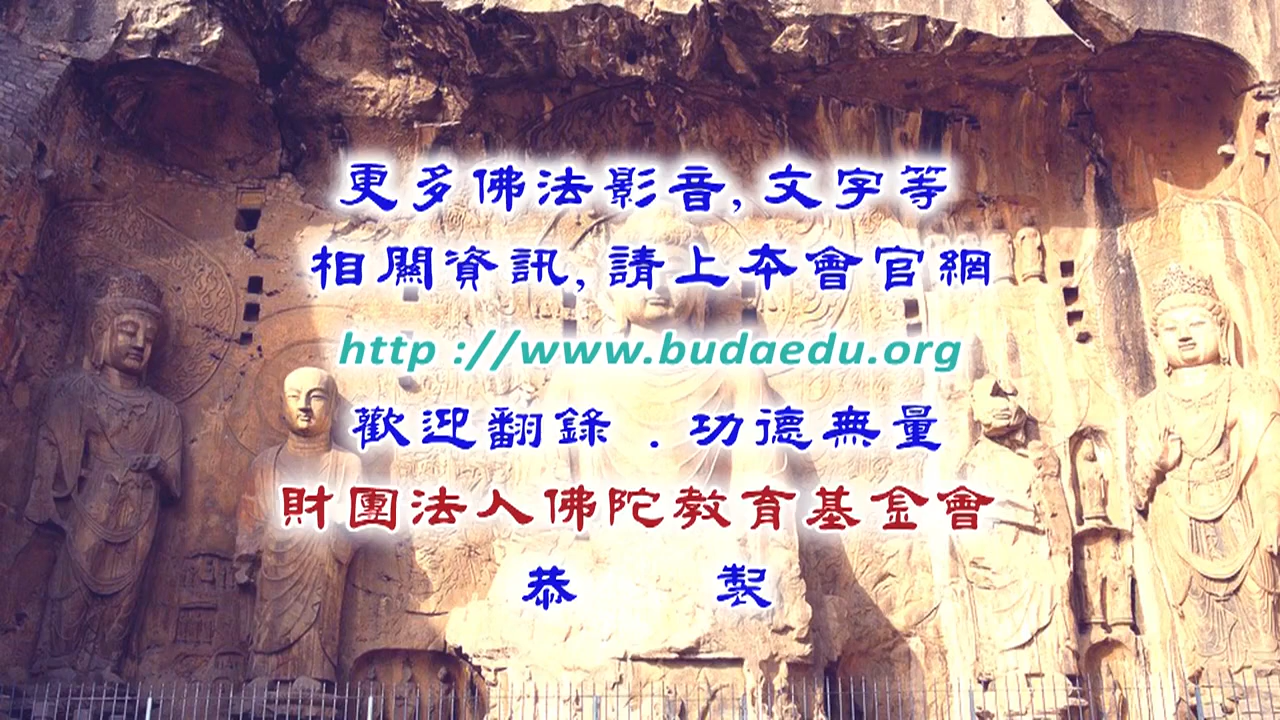 更多佛法影音,文字等
相關資訊,請上本會官網
http ://www.budaedu.org
歡迎翻錄 . 功德無量
財團法人佛陀教育基金會
恭 製